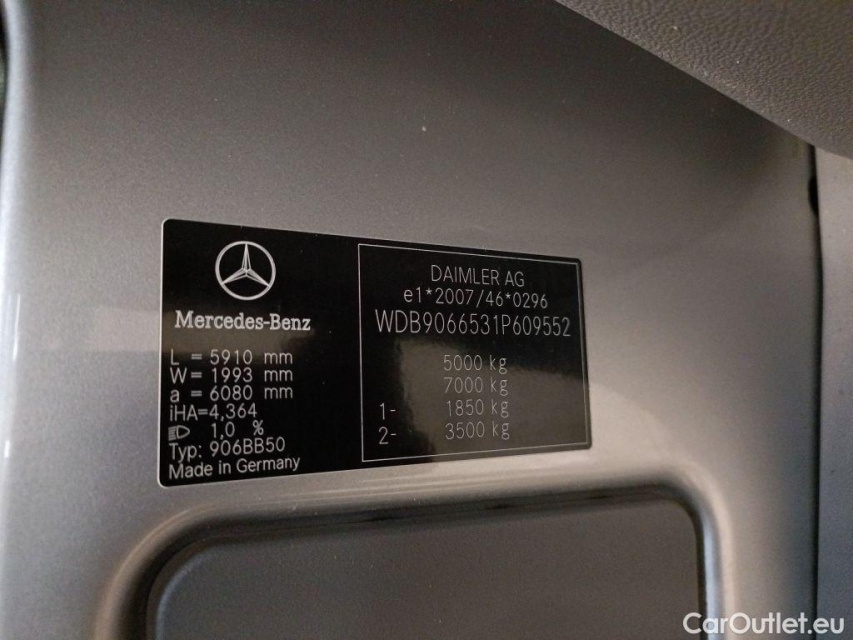 Mercedes-Benz
L = 5910 mm
W = 1993 mm
a = 6080 mm
iHA=4,364
1,0 %
Typ: 906BB50
Made in Germany
DAIMLER AG
e1*2007/46*0296
WDB9066531P609552
5000 kg
7000 kg
1- 1850 kg
2- 3500 kg
CarOutlet.eu